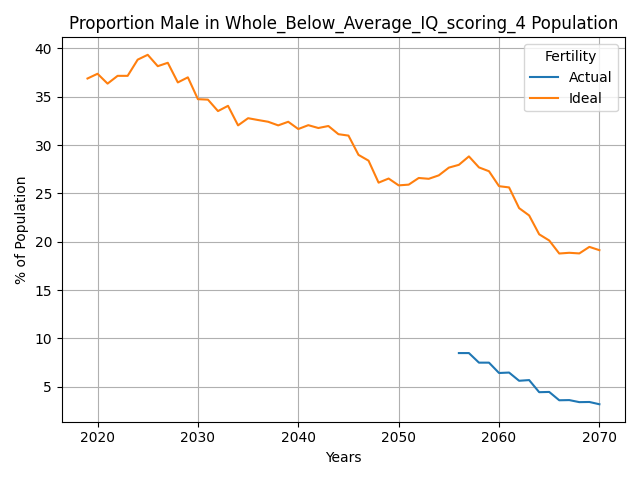 Proportion Male in Whole_Below_Average_IQ_scoring_4 Population
Fertility
Actual
Ideal
% of Population
40
35
30
25
20
15
10
5
2020 2030 2040 2050 2060 2070
Years